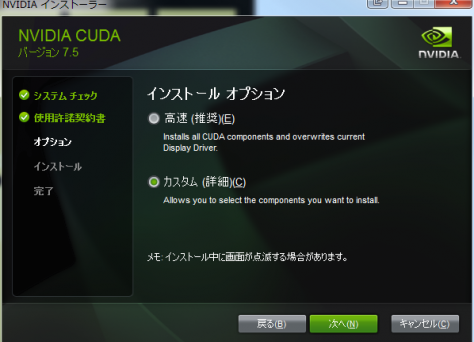 NVIDIA インストーラー
NVIDIA CUDA
バージョン 7.5
NVIDIA.
システム チェック
使用許諾契約書
オプション
インストール
完了
インストール オプション
高速 (推奨)(E)
Installs all CUDA components and overwrites current
Display Driver.
カスタム (詳細)(C)
Allows you to select the components you want to install.
メモ: インストール中に画面が点滅する場合があります。
戻る(B)
次へ(N)
キャンセル(C)